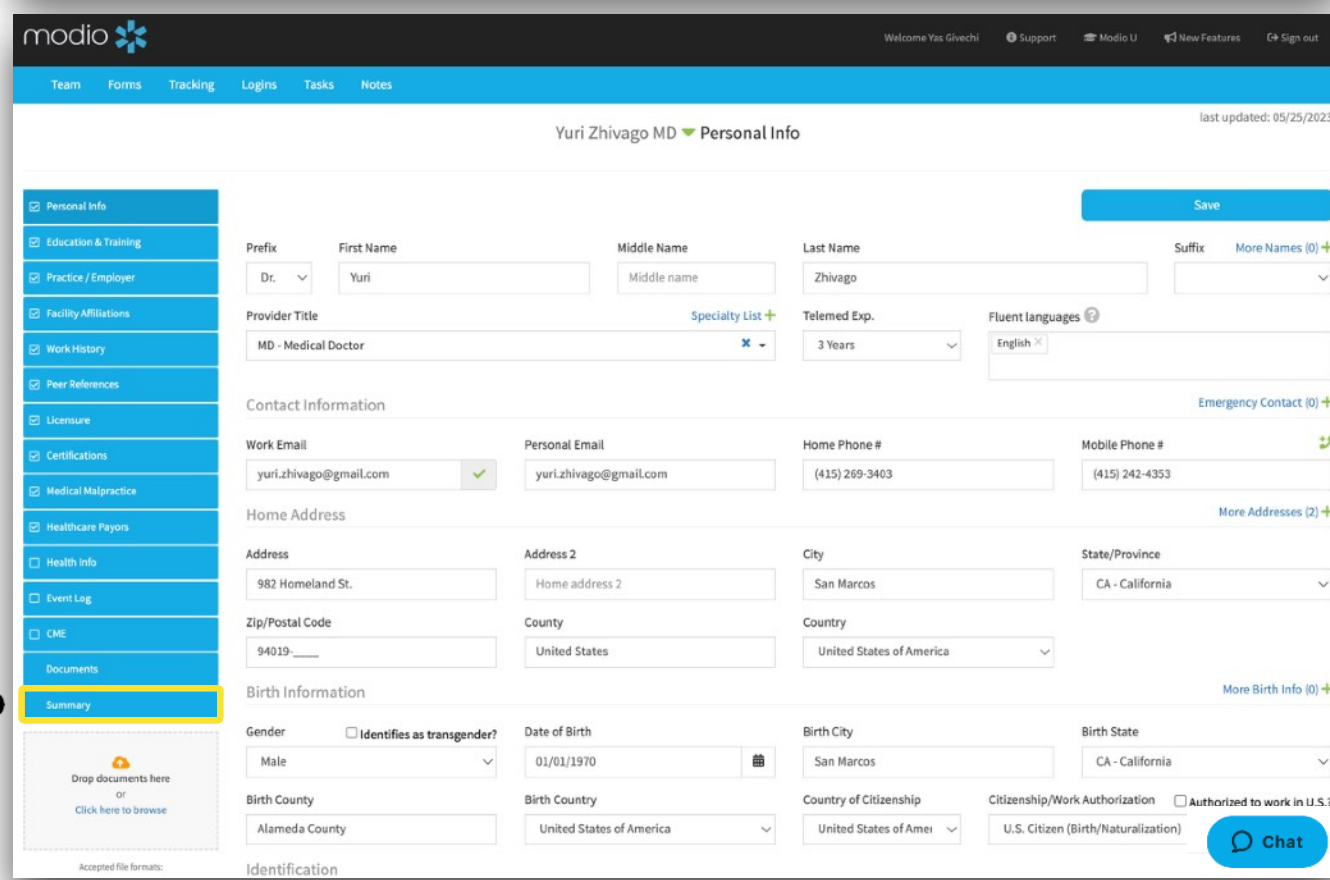 modio
Welcome Yas Givechi Support Modio U New Features Sign out
Team Forms Tracking Logins Tasks Notes
last updated: 05/25/2023
Yuri Zhivago MD Personal Info
Personal Info
Education & Training
Practice / Employer
Facility Affiliations
Work History
Peer References
Licensure
Certifications
Medical Malpractice
Healthcare Payors
Health Info
Event Log
CME
Documents
Summary
Drop documents here
or
Click here to browse
Accepted file formats:
Save
Prefix First Name Middle Name Last Name Suffix More Names (0) +
Dr. Yuri Middle name Zhivago
Provider Title Specialty List + Telemed Exp. Fluent languages ?
MD - Medical Doctor 3 Years English ×
Contact Information Emergency Contact (0) +
Work Email Personal Email Home Phone # Mobile Phone #
yuri.zhivago@gmail.com yuri.zhivago@gmail.com (415) 269-3403 (415) 242-4353
Home Address More Addresses (2) +
Address Address 2 City State/Province
982 Homeland St. Home address 2 San Marcos CA - California
Zip/Postal Code County Country
94019-____ United States United States of America
Birth Information More Birth Info (0) +
Gender Identifies as transgender? Date of Birth Birth City Birth State
Male 01/01/1970 San Marcos CA - California
Birth County Birth Country Country of Citizenship Citizenship/Work Authorization Authorized to work in U.S.?
Alameda County United States of America United States of Amer U.S. Citizen (Birth/Naturalization)
Chat
Identification